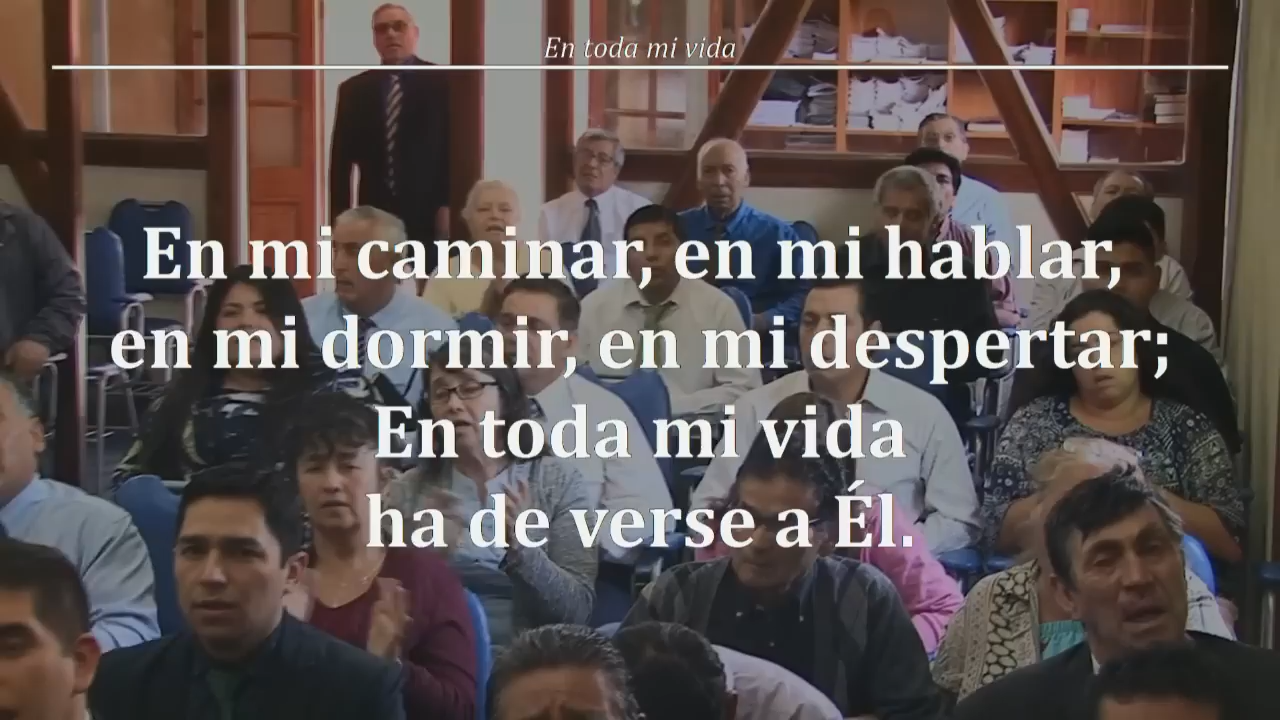 En toda mi vida
En mi caminar, en mi hablar,
en mi dormir, en mi despertar;
En toda mi vida
ha de verse a Él.